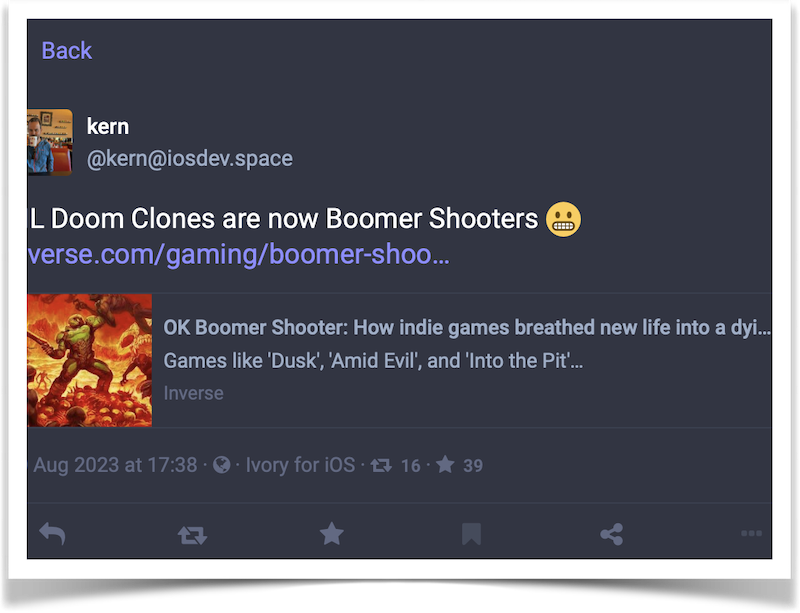 Back
kern
@kern@iosdev.space
IL Doom Clones are now Boomer Shooters 😬
verse.com/gaming/boomer-shoo…
OK Boomer Shooter: How indie games breathed new life into a dyi…
Games like 'Dusk', 'Amid Evil', and 'Into the Pit'…
Inverse
Aug 2023 at 17:38 · · Ivory for iOS · 16 · 39